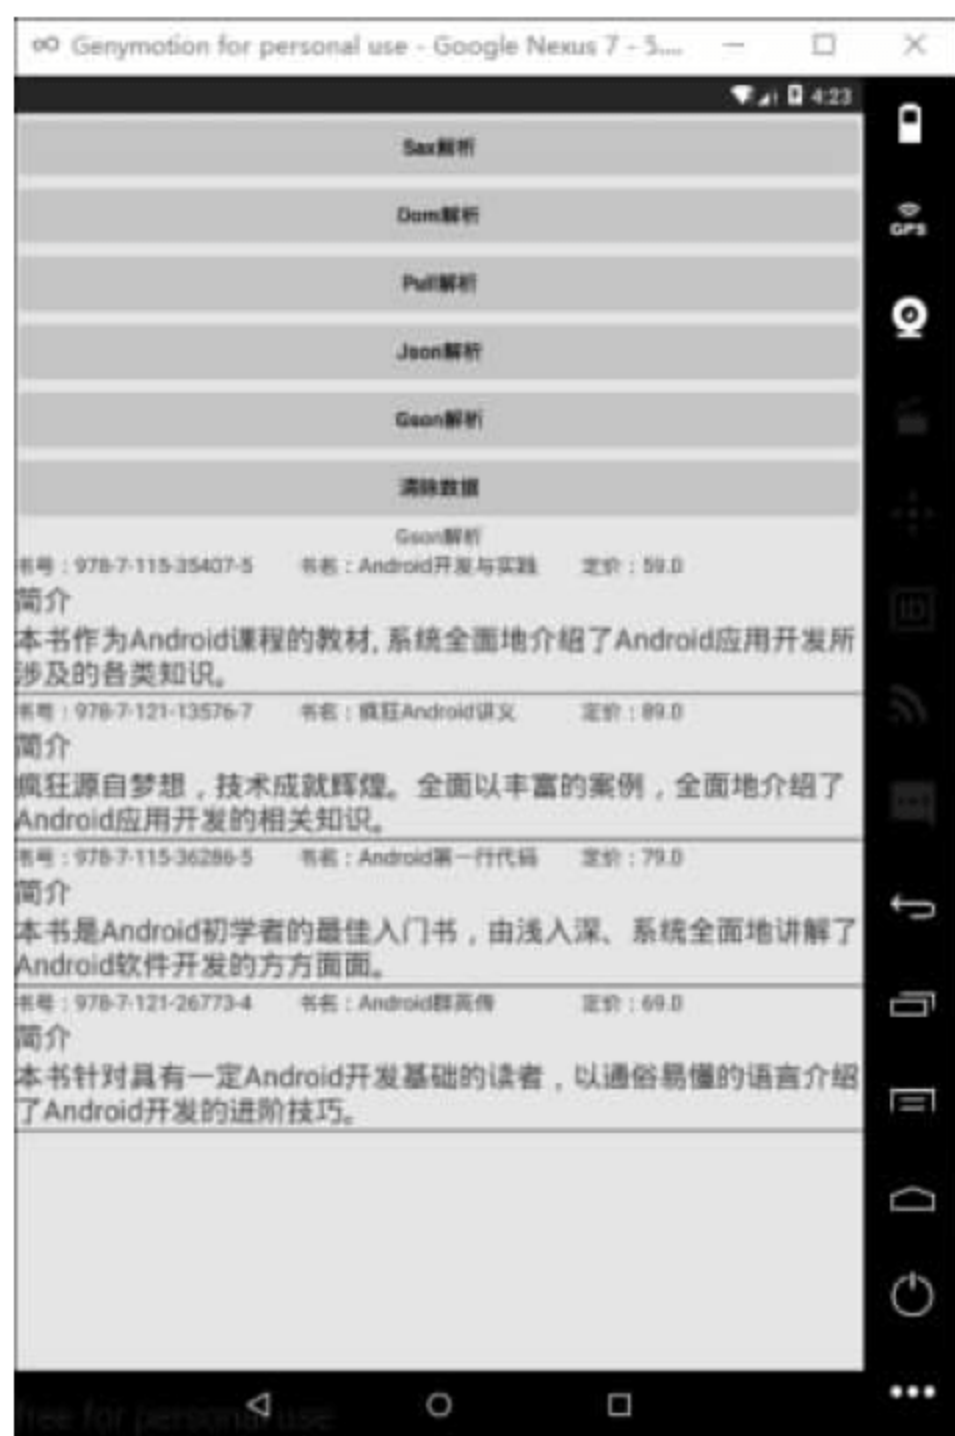 Genymotion for personal use - Google Nexus 7 - 5....
4:23
Sax解析
Dom解析
Pull解析
Json解析
Gson解析
清除数据
Gson解析
书号：978-7-115-35407-5 书名：Android开发与实践 定价：59.0
简介
本书作为Android课程的教材,系统全面地介绍了Android应用开发所
涉及的各类知识。
书号：978-7-121-13576-7 书名：疯狂Android讲义 定价：89.0
简介
疯狂源自梦想，技术成就辉煌。全面以丰富的案例，全面地介绍了
Android应用开发的相关知识。
书号：978-7-115-36286-5 书名：Android第一行代码 定价：79.0
简介
本书是Android初学者的最佳入门书，由浅入深、系统全面地讲解了
Android软件开发的方方面面。
书号：978-7-121-26773-4 书名：Android群英传 定价：69.0
简介
本书针对具有一定Android开发基础的读者，以通俗易懂的语言介绍
了Android开发的进阶技巧。
GPS
ID
free for personal use